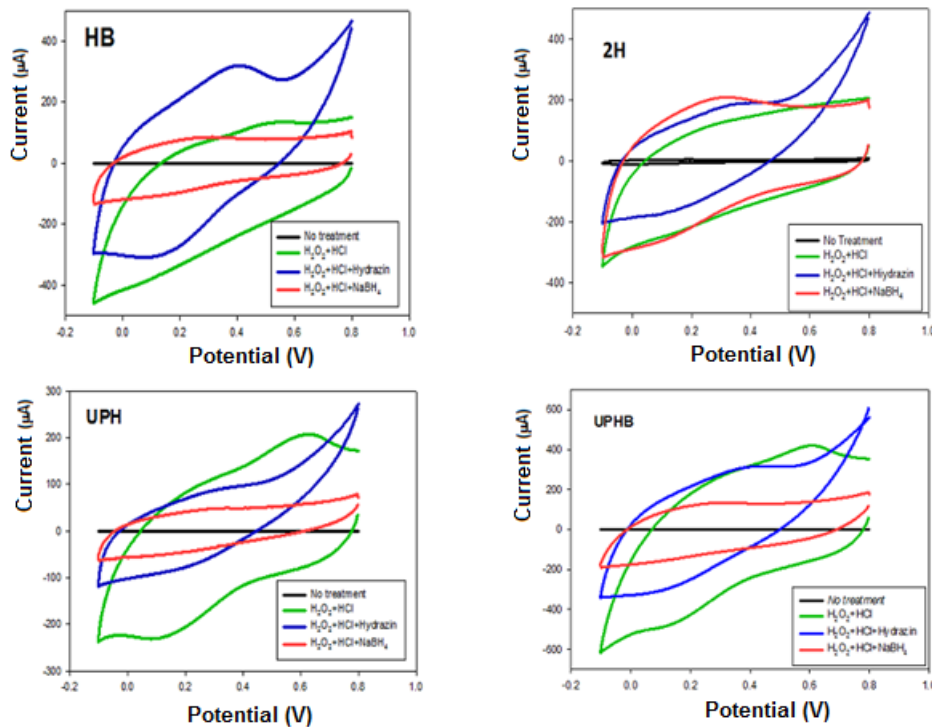 HB
Current (µA)
400
200
0
-200
-400
No treatment
H₂O₂+HCl
H₂O₂+HCl+Hydrazin
H₂O₂+HCl+NaBH₄
-0.2 0.0 0.2 0.4 0.6 0.8 1.0
Potential (V)
2H
Current (µA)
400
200
0
-200
-400
No Treatment
H₂O₂+HCl
H₂O₂+HCl+Hiydrazin
H₂O₂+HCl+NaBH₄
-0.2 0.0 0.2 0.4 0.6 0.8 1.0
Potential (V)
UPH
Current (µA)
300
200
100
0
-100
-200
-300
No treatment
H₂O₂+HCl
H₂O₂+HCl+Hydrazin
H₂O₂+HCl+NaBH₄
-0.2 0.0 0.2 0.4 0.6 0.8 1.0
Potential (V)
UPHB
Current (µA)
600
400
200
0
-200
-400
-600
No treatment
H₂O₂+HCl
H₂O₂+HCl+Hydrazin
H₂O₂+HCl+NaBH₄
-0.2 0.0 0.2 0.4 0.6 0.8 1.0
Potential (V)